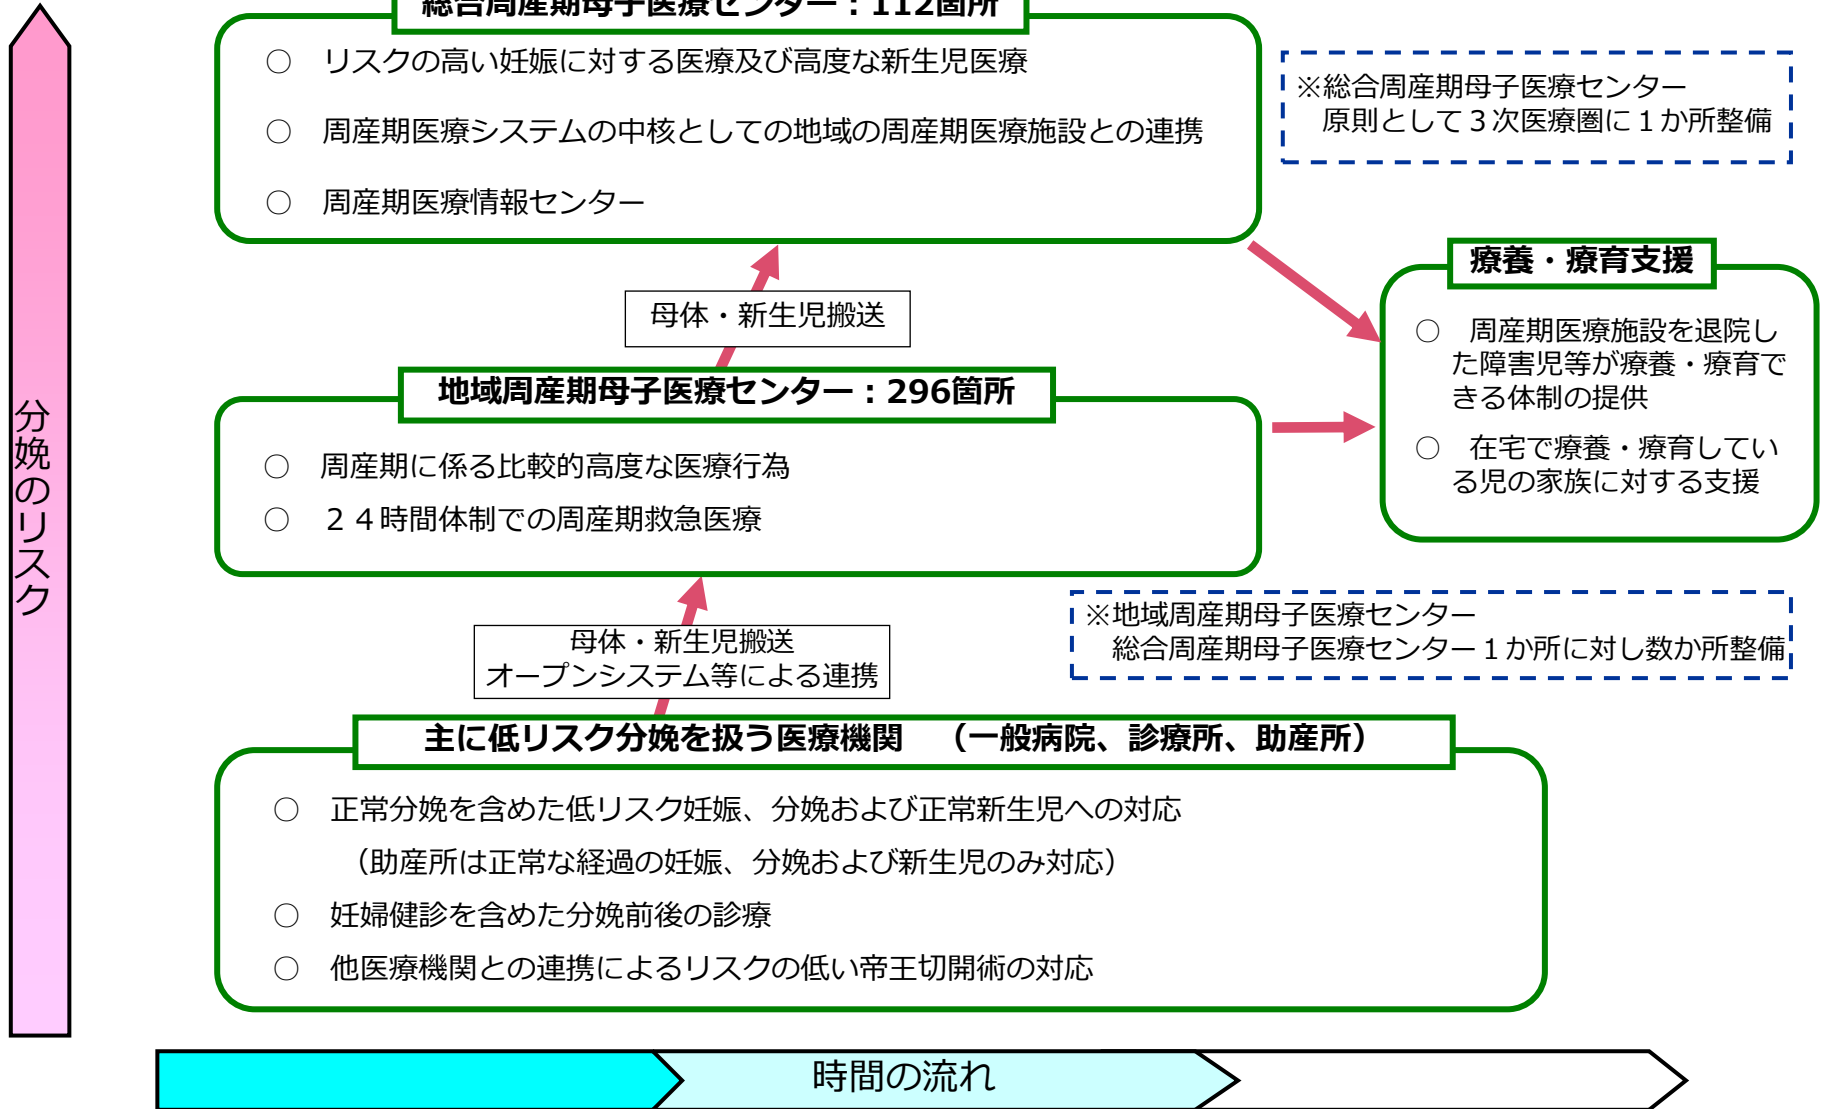 総合周産期母子医療センター：112箇所
○　リスクの高い妊娠に対する医療及び高度な新生児医療
○　周産期医療システムの中核としての地域の周産期医療施設との連携
○　周産期医療情報センター
※総合周産期母子医療センター
原則として３次医療圏に１か所整備
母体・新生児搬送
療養・療育支援
○　周産期医療施設を退院し
た障害児等が療養・療育で
きる体制の提供
○　在宅で療養・療育してい
る児の家族に対する支援
地域周産期母子医療センター：296箇所
○　周産期に係る比較的高度な医療行為
○　２４時間体制での周産期救急医療
母体・新生児搬送
オープンシステム等による連携
※地域周産期母子医療センター
総合周産期母子医療センター１か所に対し数か所整備
主に低リスク分娩を扱う医療機関　（一般病院、診療所、助産所）
○　正常分娩を含めた低リスク妊娠、分娩および正常新生児への対応
（助産所は正常な経過の妊娠、分娩および新生児のみ対応）
○　妊婦健診を含めた分娩前後の診療
○　他医療機関との連携によるリスクの低い帝王切開術の対応
分娩のリスク
時間の流れ